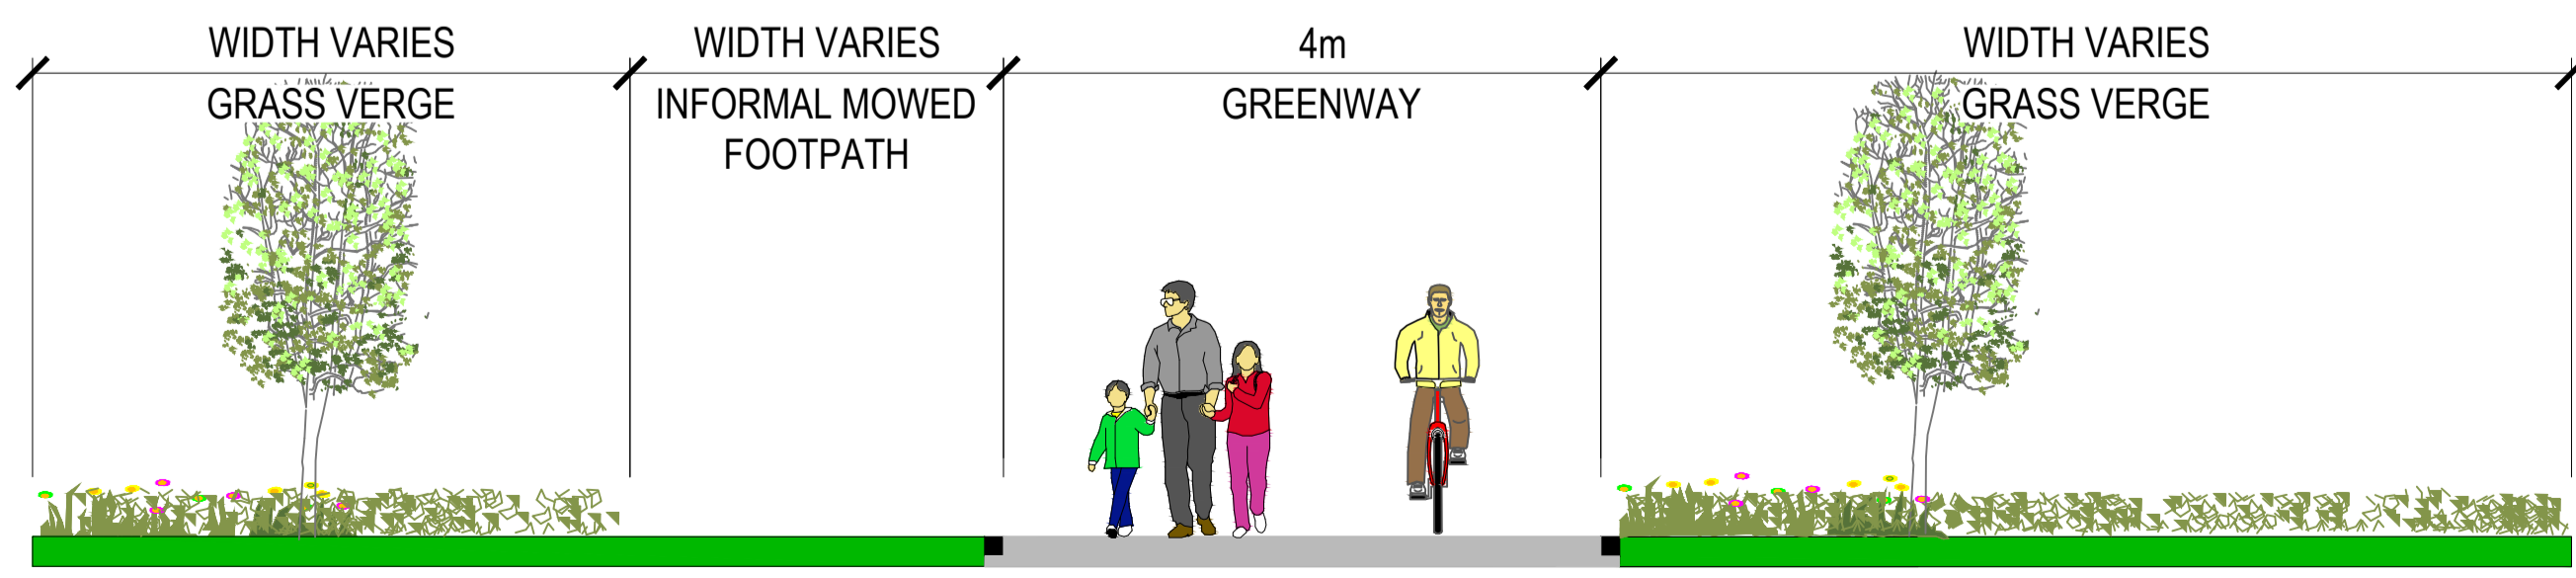 WIDTH VARIES
GRASS VERGE
WIDTH VARIES
INFORMAL MOWED
FOOTPATH
4m
GREENWAY
WIDTH VARIES
GRASS VERGE